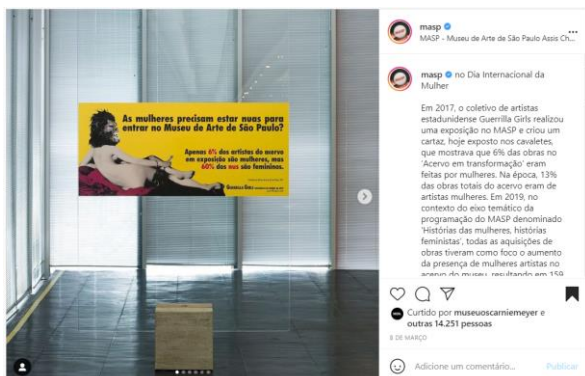 As mulheres precisam estar nuas para
entrar no Museu de Arte de São Paulo?
Apenas 6% dos artistas do acervo
em exposição são mulheres, mas
60% dos nus são femininos.
GUERRILLA GIRLS
masp
MASP - Museu de Arte de São Paulo Assis Ch...
masp no Dia Internacional da
Mulher
Em 2017, o coletivo de artistas
estadunidense Guerrilla Girls realizou
uma exposição no MASP e criou um
cartaz, hoje exposto nos cavaletes,
que mostrava que 6% das obras no
'Acervo em transformação' eram
feitas por mulheres. Na época, 13%
das obras totais do acervo eram de
artistas mulheres. Em 2019, no
contexto do eixo temático da
programação do MASP denominado
'Histórias das mulheres, histórias
feministas', todas as aquisições de
obras tiveram como foco o aumento
da presença de mulheres artistas no
acervo do museu, resultando em 159
Curtido por museuoscarniemeyer e
outras 14.251 pessoas
8 DE MARÇO
Adicione um comentário...
Publicar